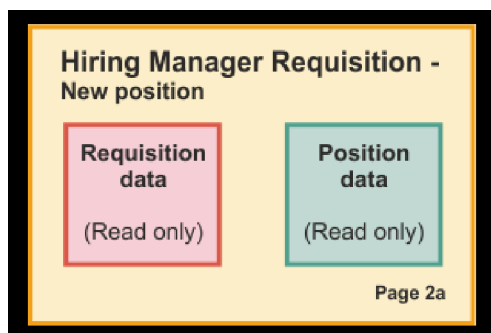 Hiring Manager Requisition -
New position
Requisition
data
(Read only)
Position
data
(Read only)
Page 2a